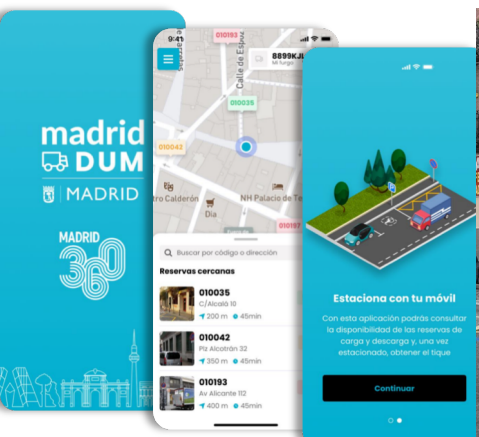 madrid
DUM
MADRID
MADRID
360
9:41
010193
8899KJL
Mi furgo
Calle de Espoz
010035
010042
Dia
NH Palacio de Te
010197
Buscar por código o dirección
Reservas cercanas
010035
C/Alcalá 10
200 m 45min
010042
Plz Alcotrán 32
350 m 45min
010193
Av Alicante 112
400 m 45min
Estaciona con tu móvil
Con esta aplicación podrás consultar
la disponibilidad de las reservas de
carga y descarga y, una vez
estacionado, obtener el tique
Continuar